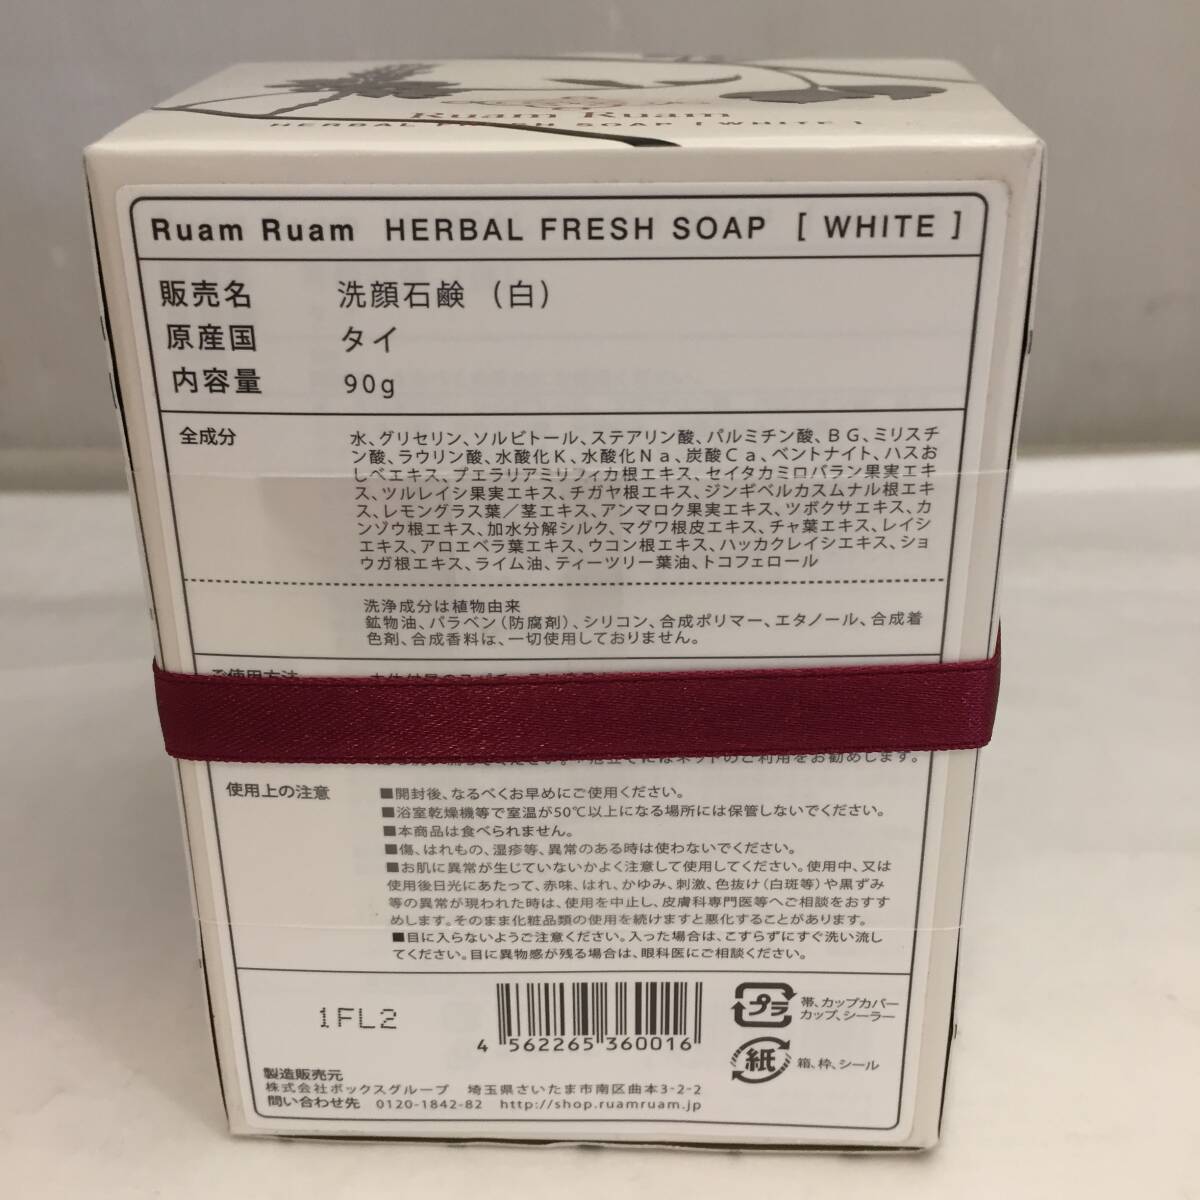 Ruam Ruam
HERBAL FRESH SOAP [ WHITE ]
Ruam Ruam HERBAL FRESH SOAP [ WHITE ]
販売名 洗顔石鹸（白）
原産国 タイ
内容量 90g
全成分 水、グリセリン、ソルビトール、ステアリン酸、パルミチン酸、ＢＧ、ミリスチ
ン酸、ラウリン酸、水酸化Ｋ、水酸化Ｎａ、炭酸Ｃａ、ベントナイト、ハスお
しべエキス、プエラリアミリフィカ根エキス、セイタカミロバラン果実エキ
ス、ツルレイシ果実エキス、チガヤ根エキス、ジンギベルカスムナル根エキ
ス、レモングラス葉／茎エキス、アンマロク果実エキス、ツボクサエキス、カ
ンゾウ根エキス、加水分解シルク、マグワ根皮エキス、チャ葉エキス、レイシ
エキス、アロエベラ葉エキス、ウコン根エキス、ハッカクレイシエキス、ショ
ウガ根エキス、ライム油、ティーツリー葉油、トコフェロール
洗浄成分は植物由来
鉱物油、パラベン（防腐剤）、シリコン、合成ポリマー、エタノール、合成着
色剤、合成香料は、一切使用しておりません。
ご使用方法
ネットのご利用をお勧めします。
使用上の注意 ■開封後、なるべくお早めにご使用ください。
■浴室乾燥機等で室温が50℃以上になる場所には保管しないでください。
■本商品は食べられません。
■傷、はれもの、湿疹等、異常のある時は使わないでください。
■お肌に異常が生じていないかよく注意して使用してください。使用中、又は
使用後日光にあたって、赤味、はれ、かゆみ、刺激、色抜け（白斑等）や黒ずみ
等の異常が現われた時は、使用を中止し、皮膚科専門医等へご相談をおすす
めします。そのまま化粧品類の使用を続けますと悪化することがあります。
■目に入らないようご注意ください。入った場合は、こすらずにすぐ洗い流し
てください。目に異物感が残る場合は、眼科医にご相談ください。
1FL2
4 562265 360016
プラ 帯、カップカバー
カップ、シーラー
紙 箱、枠、シール
製造販売元
株式会社ボックスグループ 埼玉県さいたま市南区曲本3-2-2
問い合わせ先 0120-1842-82 http://shop.ruamruam.jp